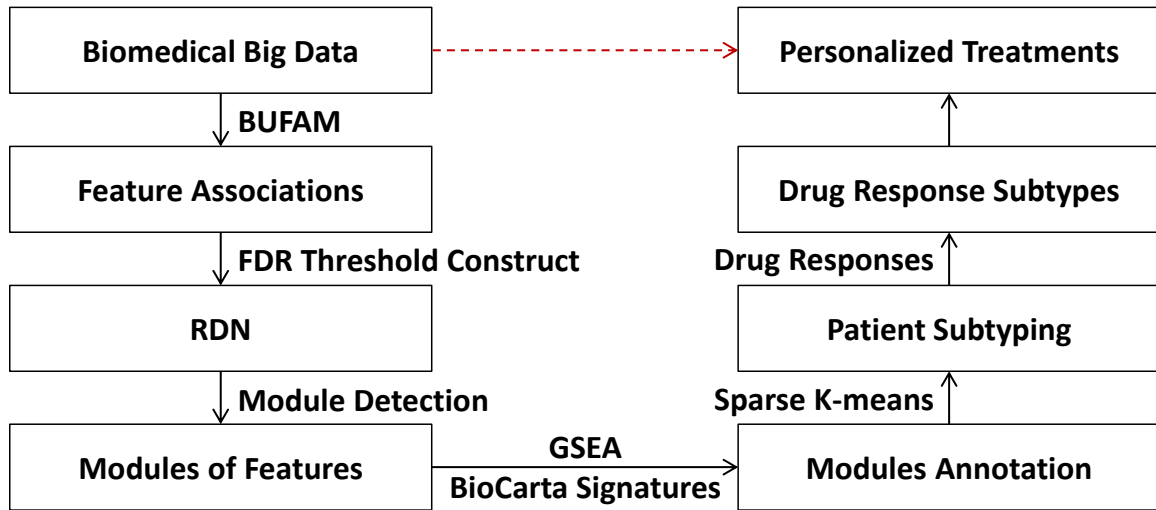 Biomedical Big Data
Personalized Treatments
BUFAM
Feature Associations
Drug Response Subtypes
FDR Threshold Construct
Drug Responses
RDN
Patient Subtyping
Module Detection
Sparse K-means
Modules of Features
GSEA
BioCarta Signatures
Modules Annotation